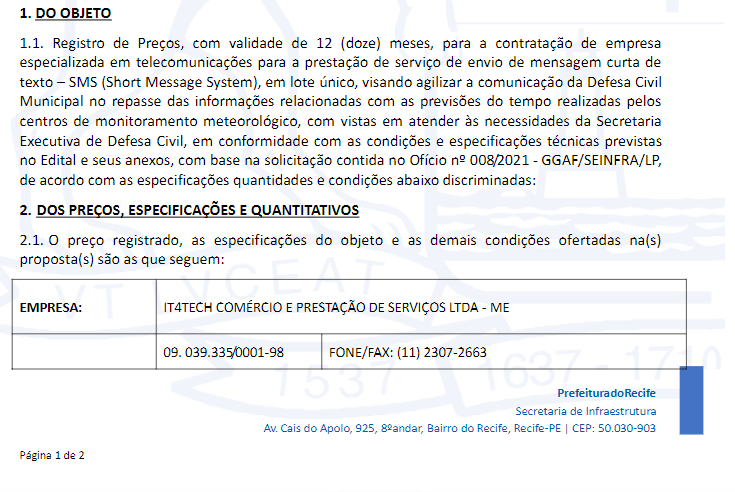 1. DO OBJETO
1.1. Registro de Preços, com validade de 12 (doze) meses, para a contratação de empresa
especializada em telecomunicações para a prestação de serviço de envio de mensagem curta de
texto – SMS (Short Message System), em lote único, visando agilizar a comunicação da Defesa Civil
Municipal no repasse das informações relacionadas com as previsões do tempo realizadas pelos
centros de monitoramento meteorológico, com vistas em atender às necessidades da Secretaria
Executiva de Defesa Civil, em conformidade com as condições e especificações técnicas previstas
no Edital e seus anexos, com base na solicitação contida no Ofício nº 008/2021 - GGAF/SEINFRA/LP,
de acordo com as especificações quantidades e condições abaixo discriminadas:
2. DOS PREÇOS, ESPECIFICAÇÕES E QUANTITATIVOS
2.1. O preço registrado, as especificações do objeto e as demais condições ofertadas na(s)
proposta(s) são as que seguem:
VT VCEAT
EMPRESA: IT4TECH COMÉRCIO E PRESTAÇÃO DE SERVIÇOS LTDA - ME
09. 039.335/0001-98 FONE/FAX: (11) 2307-2663
1537 1637 - 1710
PrefeituradoRecife
Secretaria de Infraestrutura
Av. Cais do Apolo, 925, 8ºandar, Bairro do Recife, Recife-PE | CEP: 50.030-903
Página 1 de 2